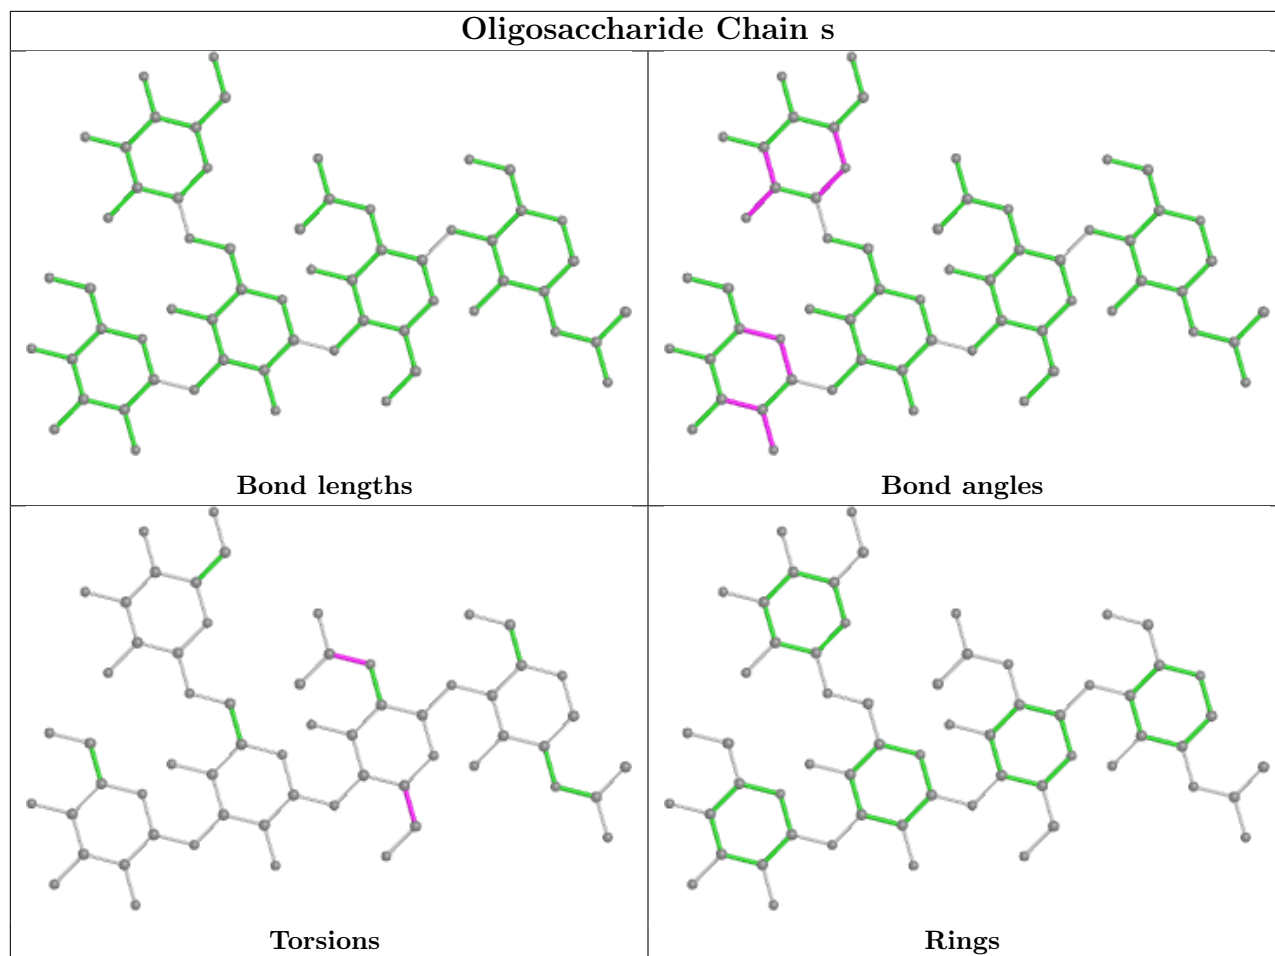 Oligosaccharide Chain s
Bond lengths
Bond angles
Torsions
Rings